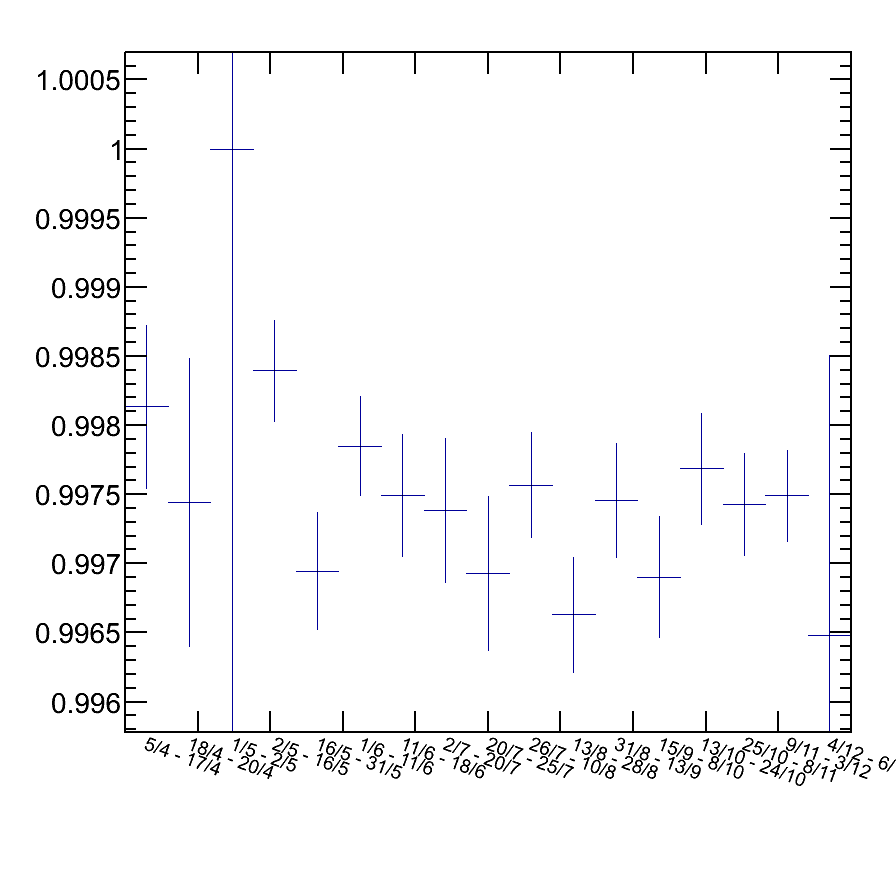 1.0005
1
0.9995
0.999
0.9985
0.998
0.9975
0.997
0.9965
0.996
5/4 - 17/4
18/4 - 20/4
1/5 - 2/5
2/5 - 16/5
16/5 - 31/5
1/6 - 11/6
11/6 - 18/6
2/7 - 20/7
20/7 - 25/7
26/7 - 10/8
13/8 - 28/8
31/8 - 13/9
15/9 - 8/10
13/10 - 24/10
25/10 - 8/11
9/11 - 3/12
4/12 - 6/